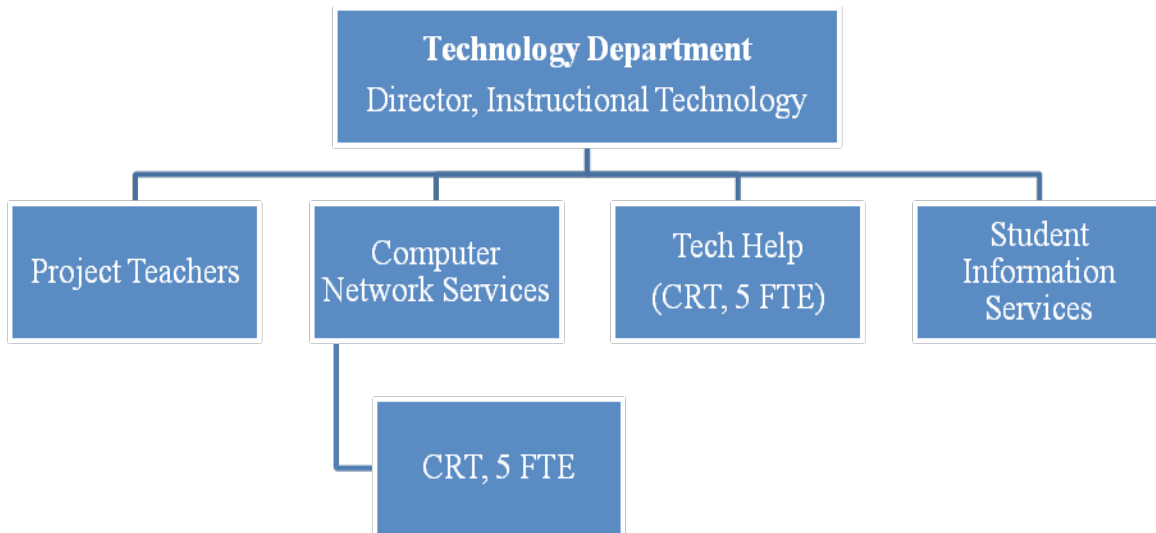 Technology Department
Director, Instructional Technology
Project Teachers
Computer
Network Services
Tech Help
(CRT, 5 FTE)
Student
Information
Services
CRT, 5 FTE